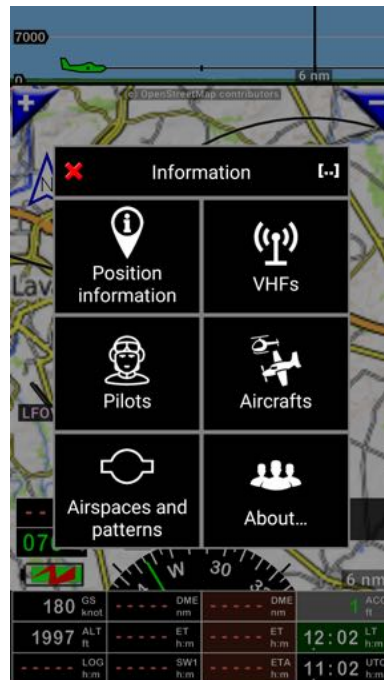 7000
0
6 nm
(c) OpenStreetMap contributors
+
-
N
Information [..]
Position
information
VHFs
Pilots
Aircrafts
Airspaces and
patterns
About...
Lav
LFO
- -
07
W 30
6 nm
180 GS knot - - - - - DME nm - - - - - DME nm 1 ACC ft
1997 ALT ft - - - - - ET h:m - - - - - ET h:m 12:02 LT h:m
- - - - - LOG h:m - - - - - SW1 h:m - - - - - ETA h:m 11:02 UTC h:m